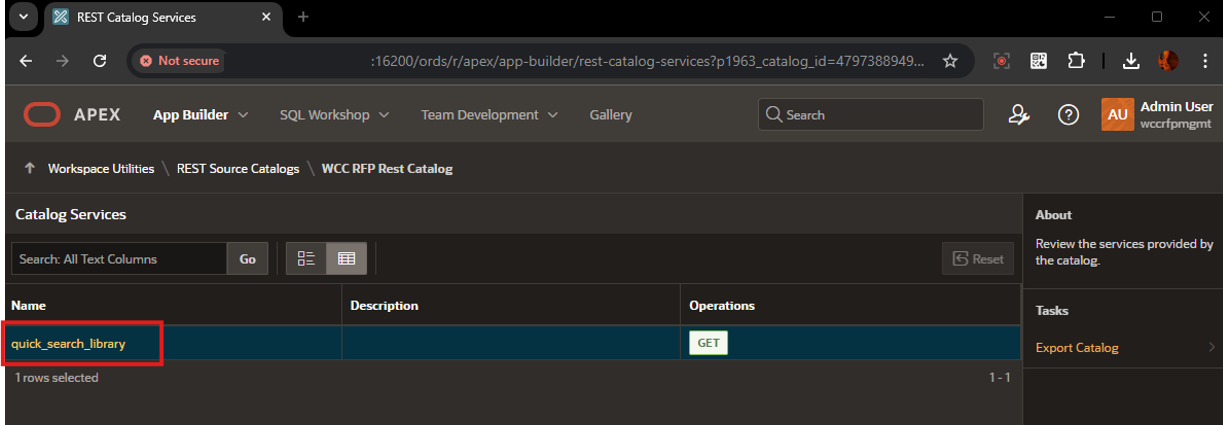 REST Catalog Services
Not secure
:16200/ords/r/apex/app-builder/rest-catalog-services?p1963_catalog_id=4797388949...
APEX App Builder SQL Workshop Team Development Gallery Search AU Admin User
wccrfpmgmt
Workspace Utilities \ REST Source Catalogs \ WCC RFP Rest Catalog
Catalog Services
About
Review the services provided by
the catalog.
Search: All Text Columns Go Reset
Name Description Operations
Tasks
quick_search_library GET
Export Catalog
1 rows selected 1 - 1